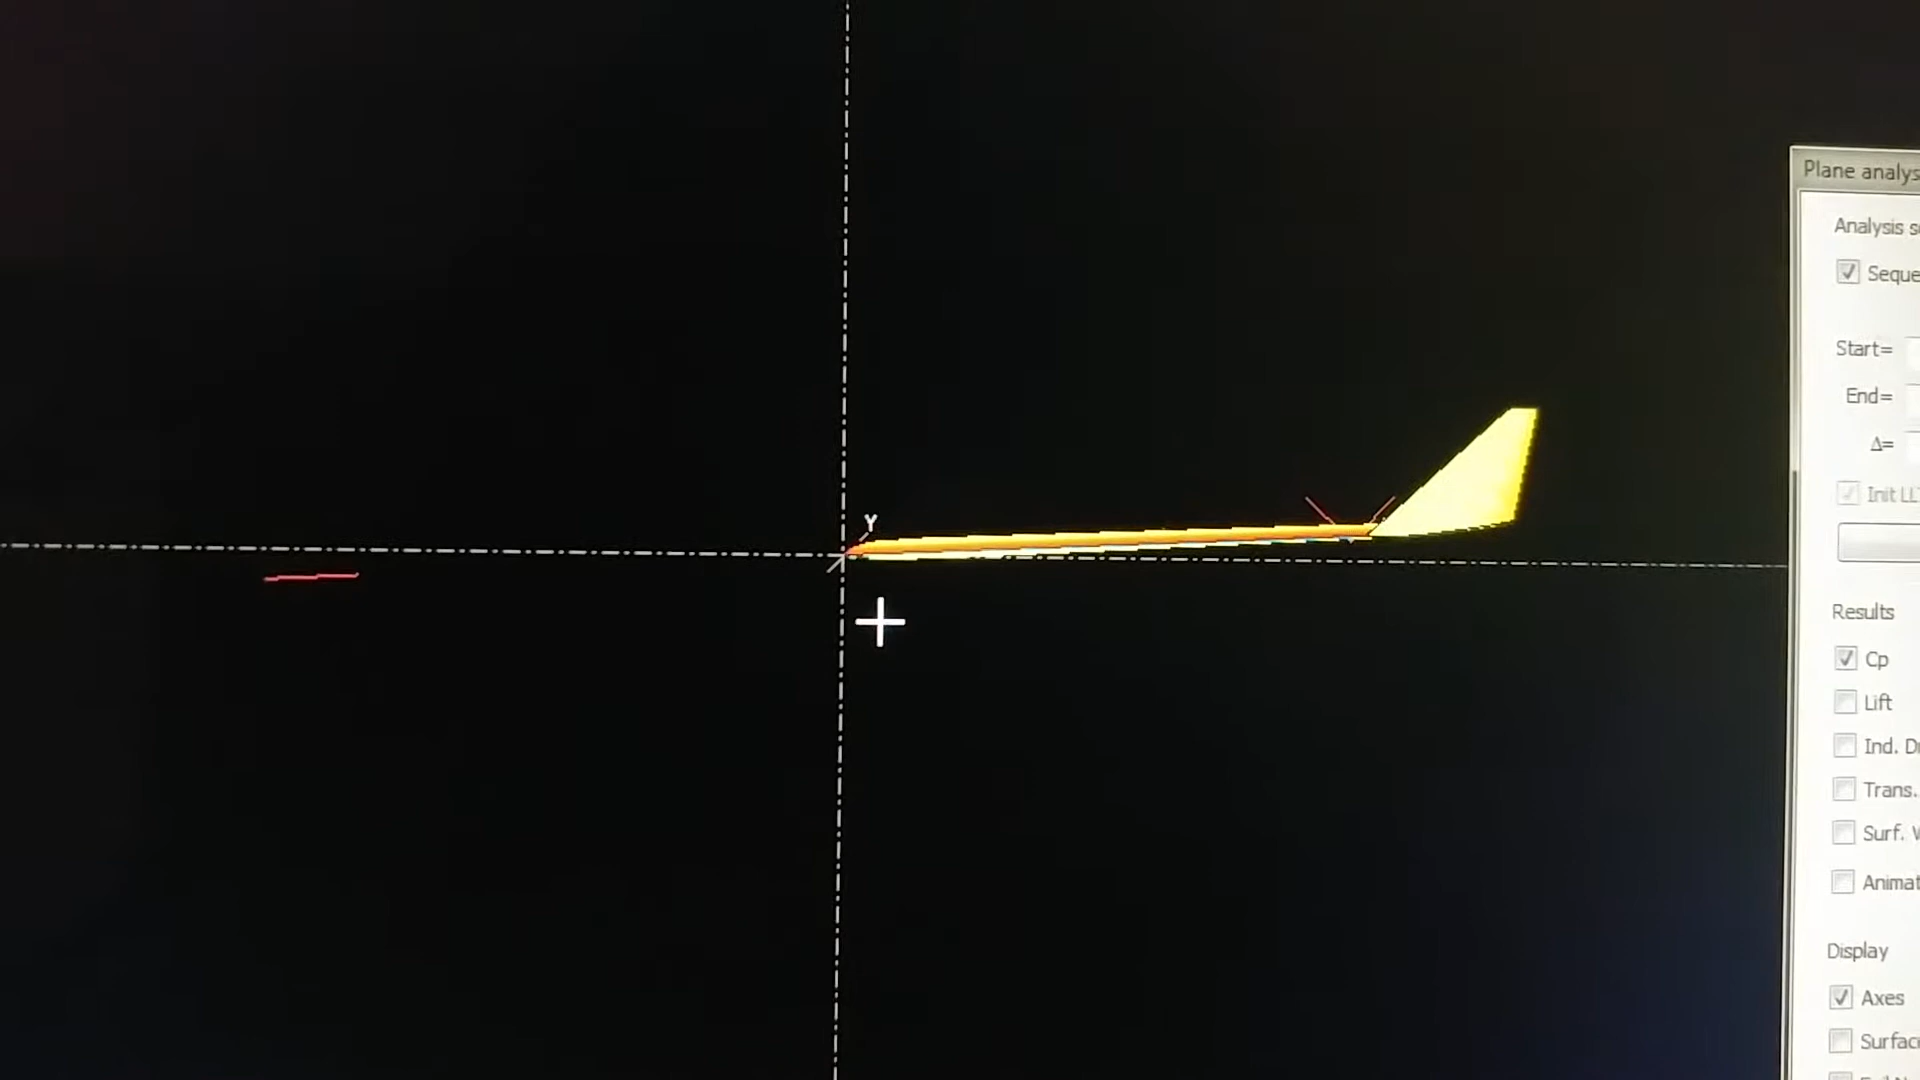 Y
Plane analys
Analysis s
Seque
Start=
End=
Δ=
Init LL
Results
Cp
Lift
Ind. D
Trans.
Surf. V
Animat
Display
Axes
Surfac